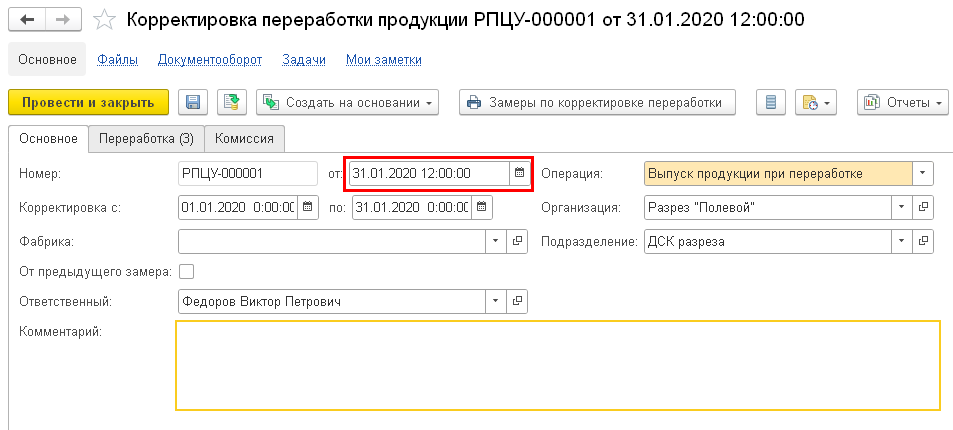 Корректировка переработки продукции РПЦУ-000001 от 31.01.2020 12:00:00
Основное Файлы Документооборот Задачи Мои заметки
Провести и закрыть Создать на основании Замеры по корректировке переработки Отчеты
Основное Переработка (3) Комиссия
Номер: РПЦУ-000001 от: 31.01.2020 12:00:00 Операция: Выпуск продукции при переработке
Корректировка с: 01.01.2020 0:00:00 по: 31.01.2020 0:00:00 Организация: Разрез "Полевой"
Фабрика: Подразделение: ДСК разреза
От предыдущего замера:
Ответственный: Федоров Виктор Петрович
Комментарий: